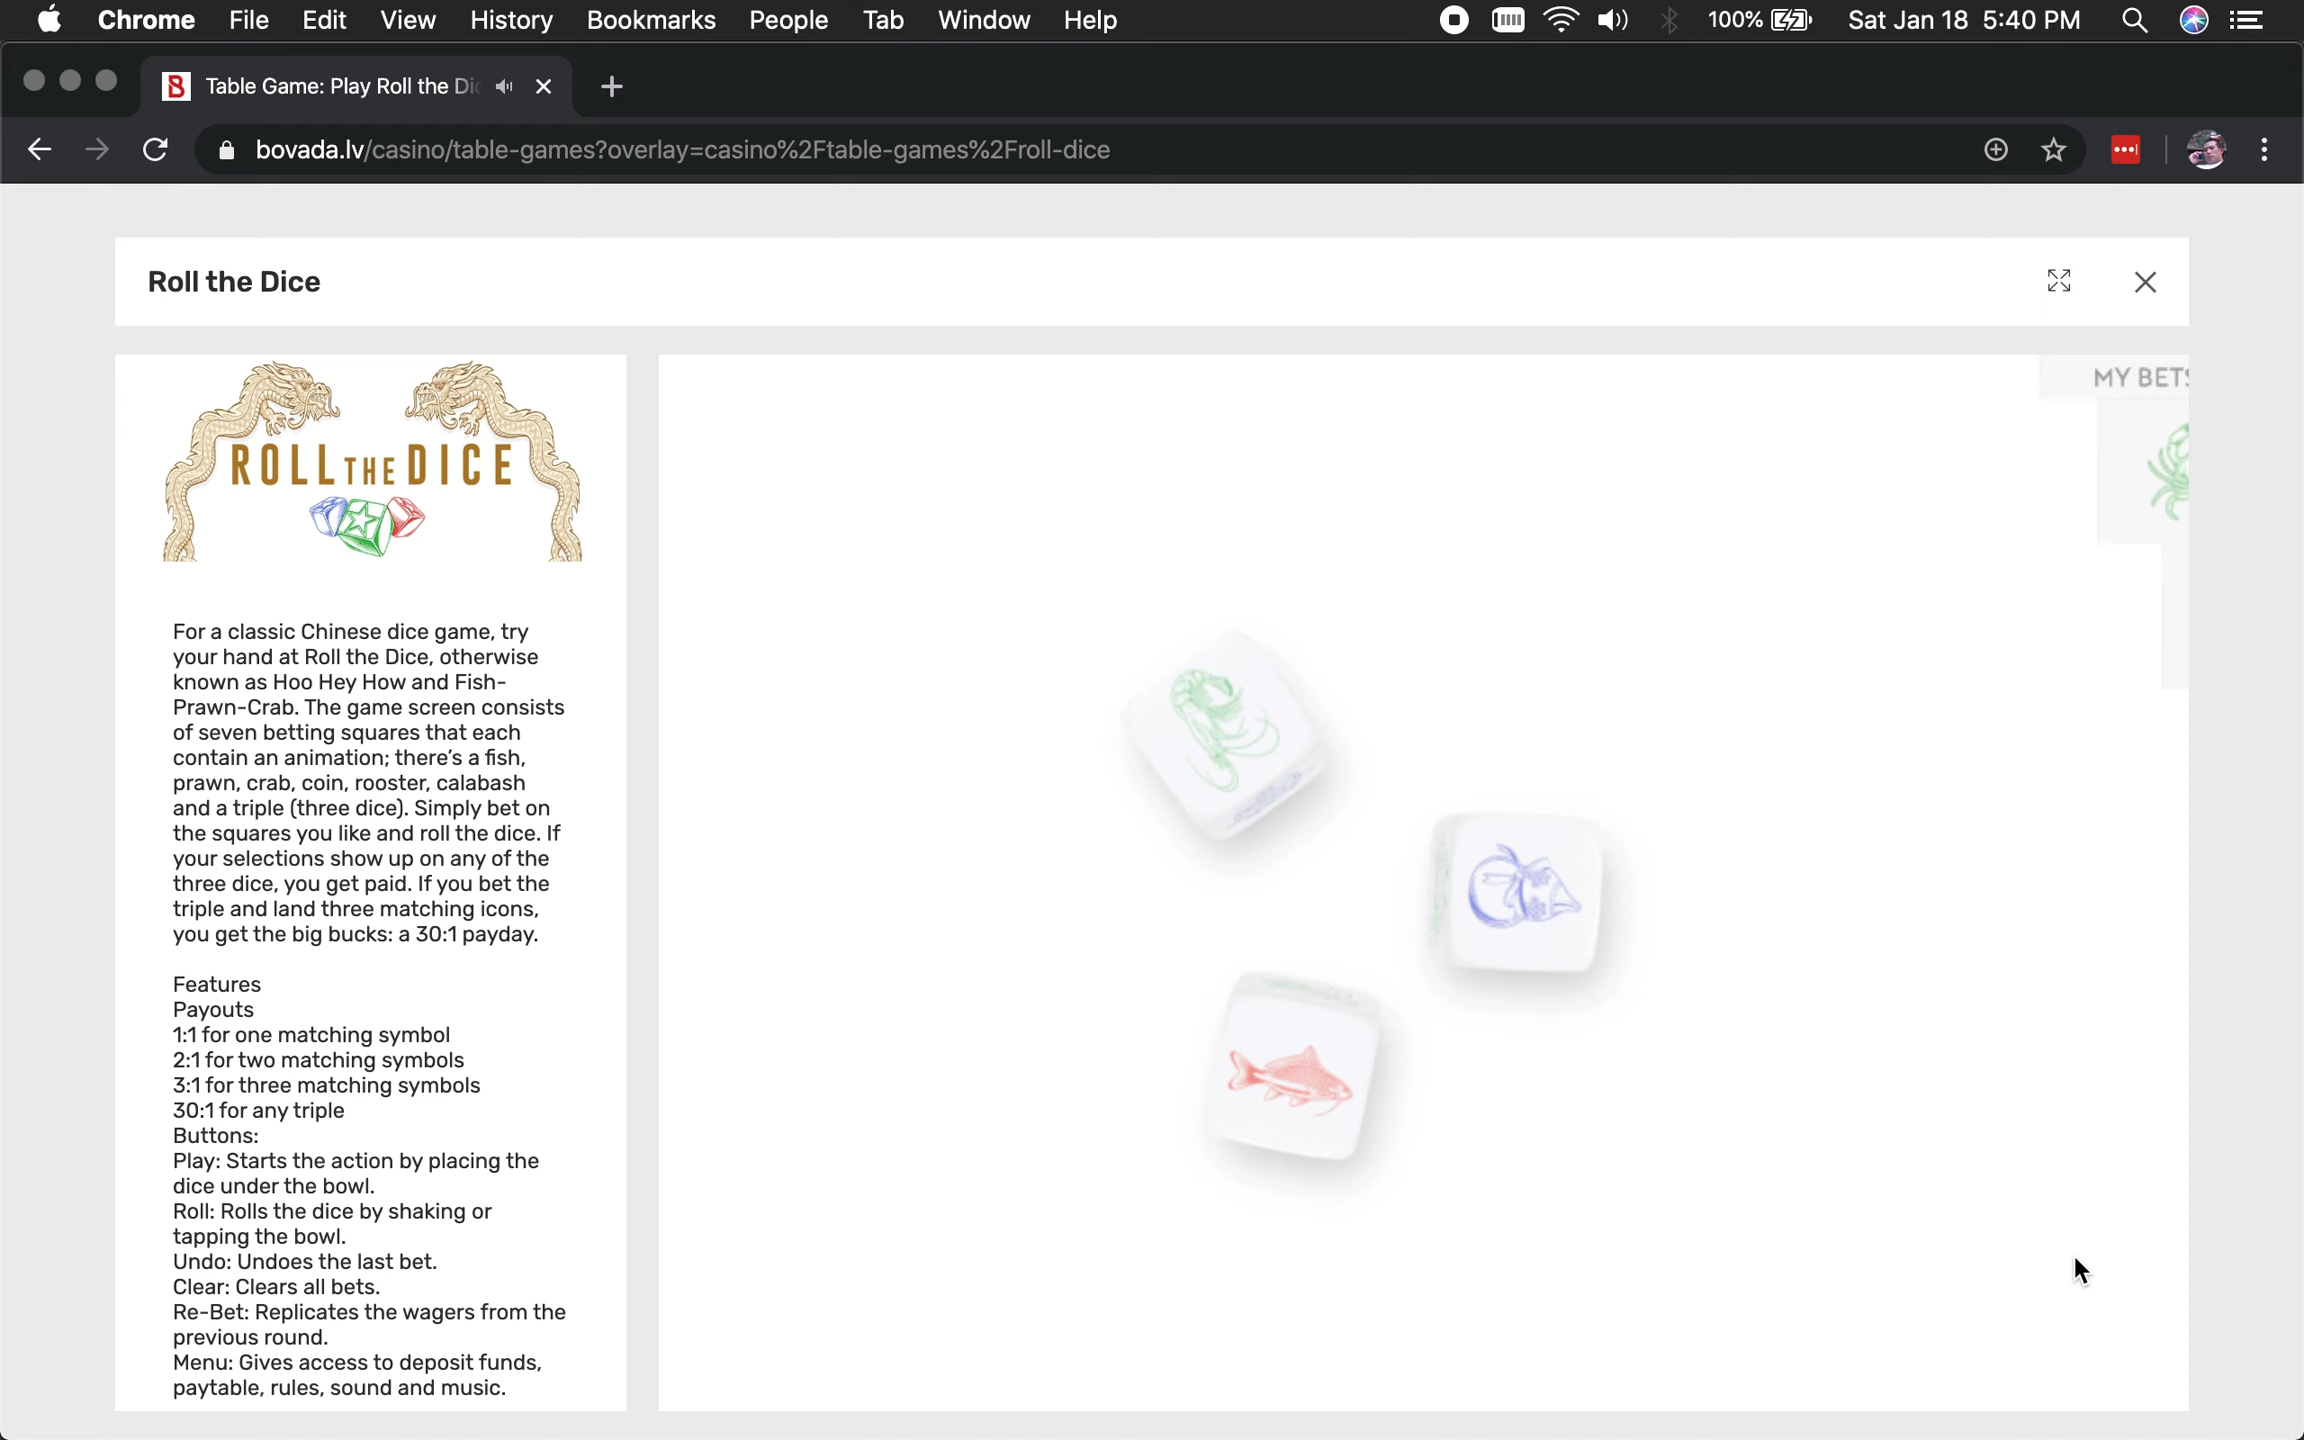 Chrome File Edit View History Bookmarks People Tab Window Help 100% Sat Jan 18 5:40 PM
Table Game: Play Roll the Di
bovada.lv/casino/table-games?overlay=casino%2Ftable-games%2Froll-dice
Roll the Dice
MY BETS
ROLL THE DICE
For a classic Chinese dice game, try
your hand at Roll the Dice, otherwise
known as Hoo Hey How and Fish-
Prawn-Crab. The game screen consists
of seven betting squares that each
contain an animation; there's a fish,
prawn, crab, coin, rooster, calabash
and a triple (three dice). Simply bet on
the squares you like and roll the dice. If
your selections show up on any of the
three dice, you get paid. If you bet the
triple and land three matching icons,
you get the big bucks: a 30:1 payday.
Features
Payouts
1:1 for one matching symbol
2:1 for two matching symbols
3:1 for three matching symbols
30:1 for any triple
Buttons:
Play: Starts the action by placing the
dice under the bowl.
Roll: Rolls the dice by shaking or
tapping the bowl.
Undo: Undoes the last bet.
Clear: Clears all bets.
Re-Bet: Replicates the wagers from the
previous round.
Menu: Gives access to deposit funds,
paytable, rules, sound and music.